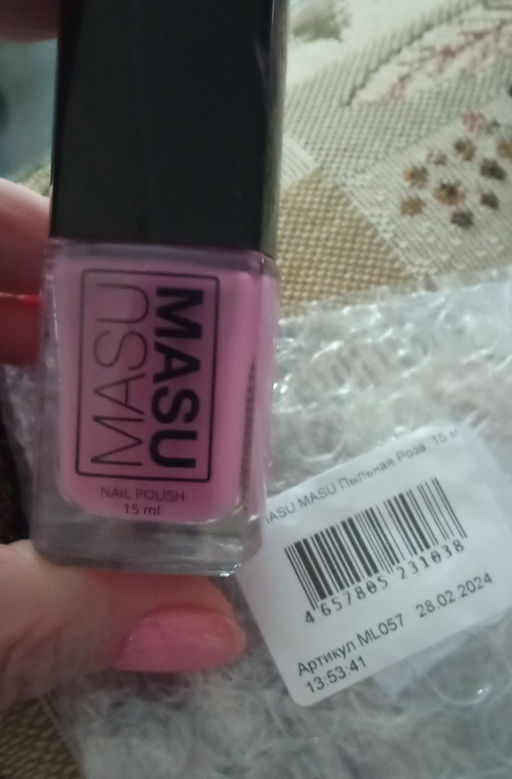 MASU
MASU
NAIL POLISH
15 ml
MASU MASU Пыльная Роза, 15 м
4 657805 231038
Артикул ML057 28.02.2024
13:53:41